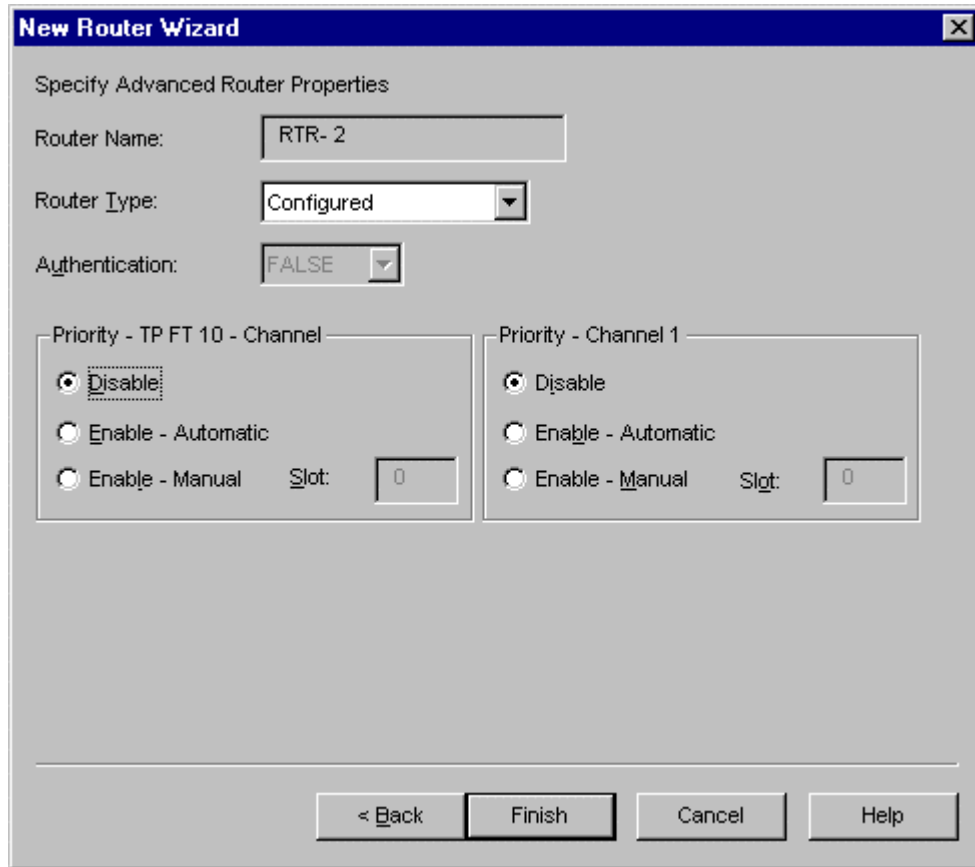 New Router Wizard
Specify Advanced Router Properties
Router Name: RTR- 2
Router Type: Configured
Authentication: FALSE
Priority - TP FT 10 - Channel
Disable
Enable - Automatic
Enable - Manual Slot: 0
Priority - Channel 1
Disable
Enable - Automatic
Enable - Manual Slot: 0
< Back Finish Cancel Help